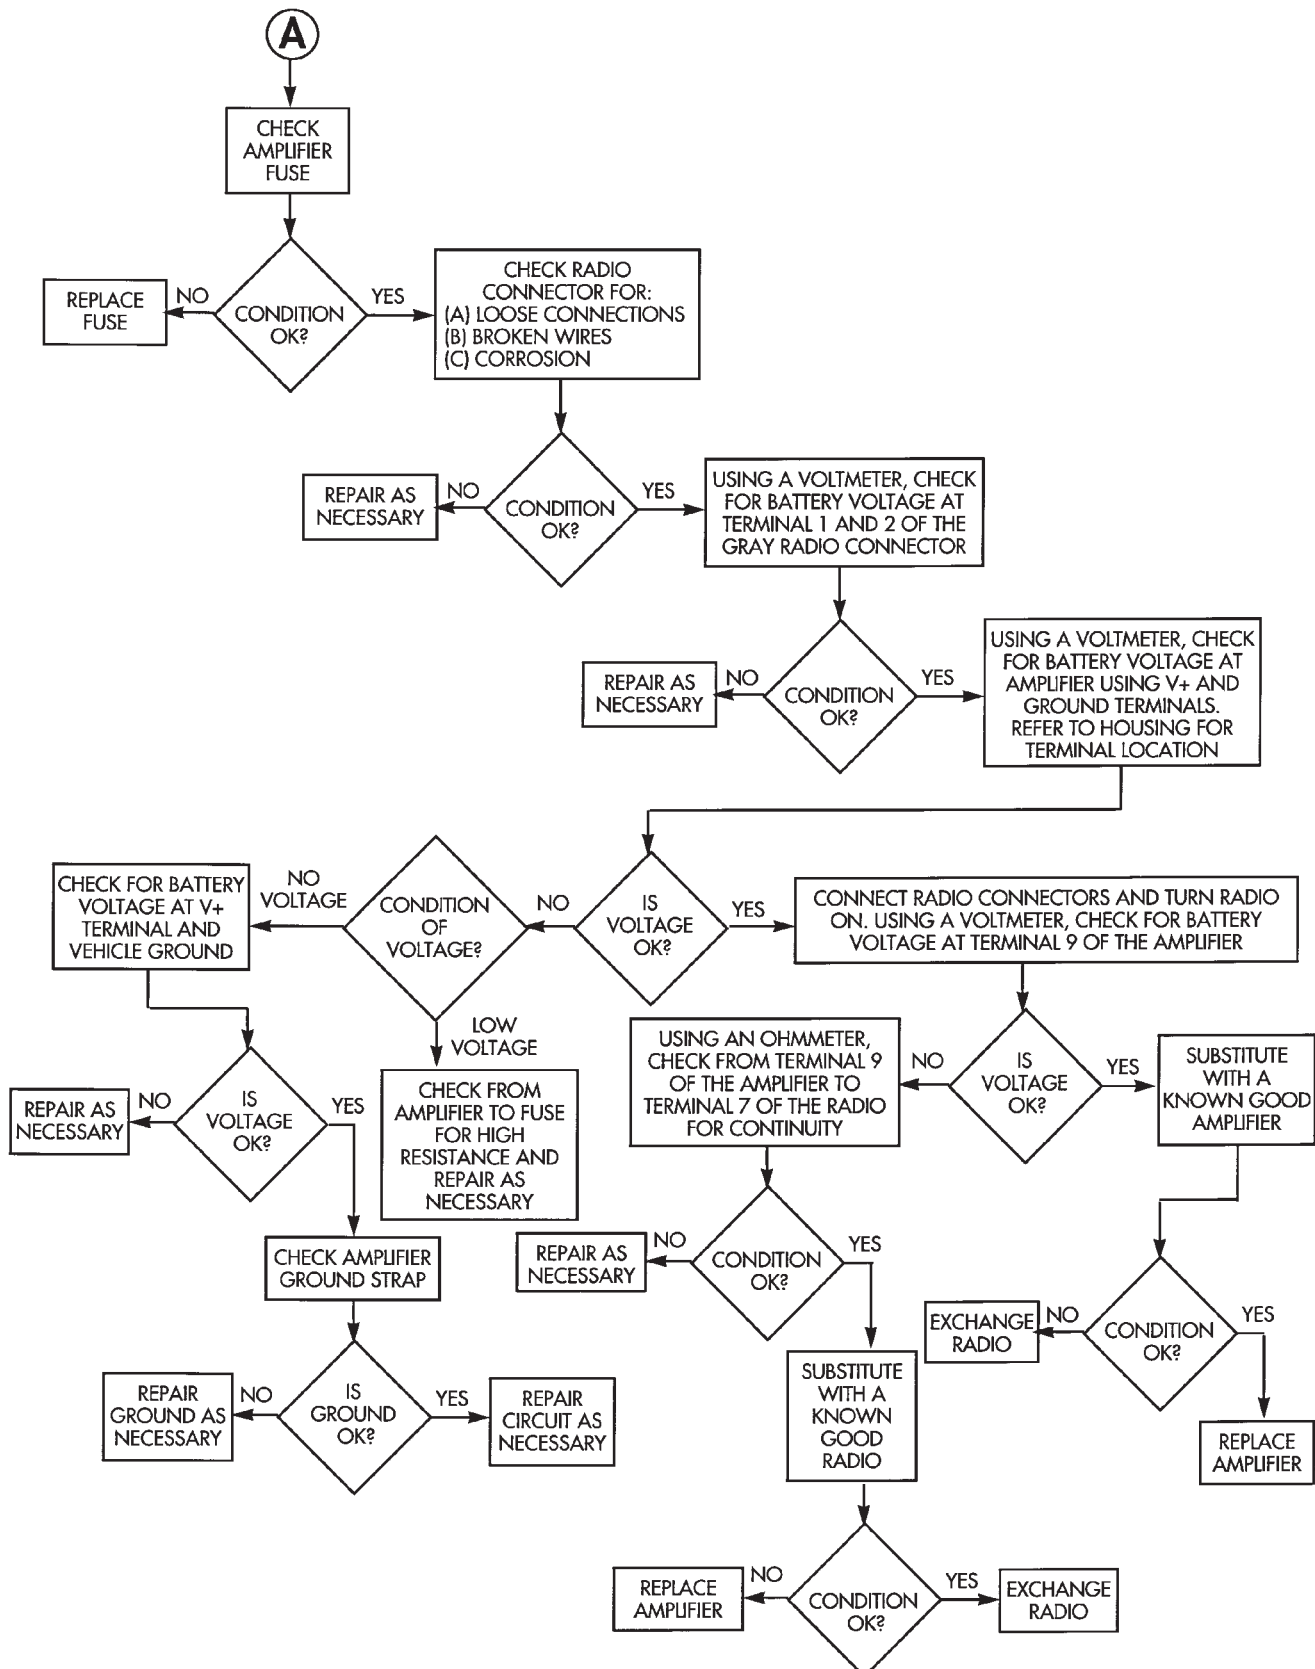 A
CHECK
AMPLIFIER
FUSE
CONDITION
OK?
NO
REPLACE
FUSE
YES
CHECK RADIO
CONNECTOR FOR:
(A) LOOSE CONNECTIONS
(B) BROKEN WIRES
(C) CORROSION
CONDITION
OK?
NO
REPAIR AS
NECESSARY
YES
USING A VOLTMETER, CHECK
FOR BATTERY VOLTAGE AT
TERMINAL 1 AND 2 OF THE
GRAY RADIO CONNECTOR
CONDITION
OK?
NO
REPAIR AS
NECESSARY
YES
USING A VOLTMETER, CHECK
FOR BATTERY VOLTAGE AT
AMPLIFIER USING V+ AND
GROUND TERMINALS.
REFER TO HOUSING FOR
TERMINAL LOCATION
IS
VOLTAGE
OK?
NO
CONDITION
OF
VOLTAGE?
NO
VOLTAGE
CHECK FOR BATTERY
VOLTAGE AT V+
TERMINAL AND
VEHICLE GROUND
LOW
VOLTAGE
CHECK FROM
AMPLIFIER TO FUSE
FOR HIGH
RESISTANCE AND
REPAIR AS
NECESSARY
IS
VOLTAGE
OK?
NO
REPAIR AS
NECESSARY
YES
CHECK AMPLIFIER
GROUND STRAP
IS
GROUND
OK?
NO
REPAIR
GROUND AS
NECESSARY
YES
REPAIR
CIRCUIT AS
NECESSARY
YES
CONNECT RADIO CONNECTORS AND TURN RADIO
ON. USING A VOLTMETER, CHECK FOR BATTERY
VOLTAGE AT TERMINAL 9 OF THE AMPLIFIER
IS
VOLTAGE
OK?
NO
USING AN OHMMETER,
CHECK FROM TERMINAL 9
OF THE AMPLIFIER TO
TERMINAL 7 OF THE RADIO
FOR CONTINUITY
CONDITION
OK?
NO
REPAIR AS
NECESSARY
YES
SUBSTITUTE
WITH A
KNOWN
GOOD
RADIO
CONDITION
OK?
NO
REPLACE
AMPLIFIER
YES
EXCHANGE
RADIO
YES
SUBSTITUTE
WITH A
KNOWN GOOD
AMPLIFIER
CONDITION
OK?
NO
EXCHANGE
RADIO
YES
REPLACE
AMPLIFIER